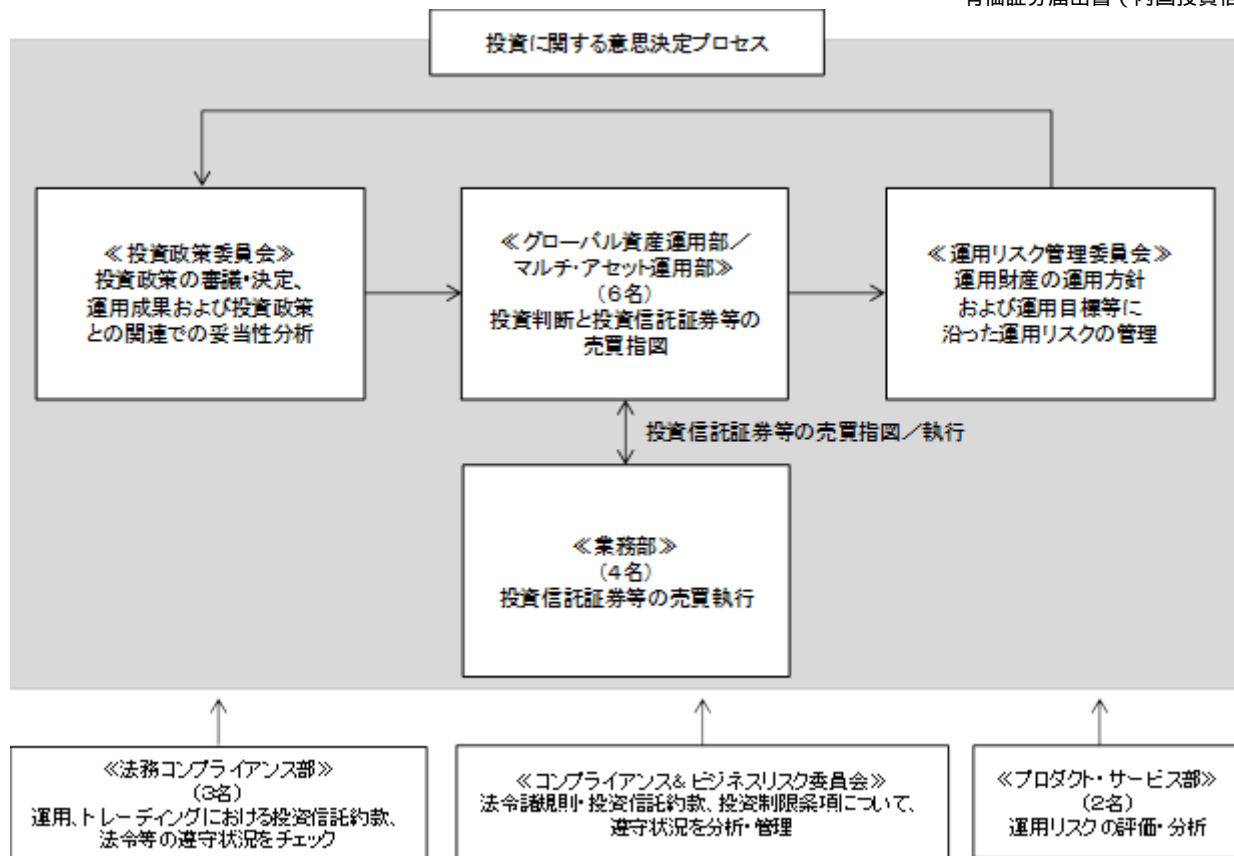 有価証券届出書(内国投資信
投資に関する意思決定プロセス
≪投資政策委員会≫
投資政策の審議・決定、
運用成果および投資政策
との関連での妥当性分析
≪グローバル資産運用部/
マルチ・アセット運用部≫
(6名)
投資判断と投資信託証券等の
売買指図
≪運用リスク管理委員会≫
運用財産の運用方針
および運用目標等に
沿った運用リスクの管理
投資信託証券等の売買指図/執行
≪業務部≫
(4名)
投資信託証券等の売買執行
≪法務コンプライアンス部≫
(3名)
運用、トレーディングにおける投資信託約款、
法令等の遵守状況をチェック
≪コンプライアンス& ビジネスリスク委員会≫
法令諸規則・投資信託約款、投資制限条項について、
遵守状況を分析・管理
≪プロダクト・サービス部≫
(2名)
運用リスクの評価・分析